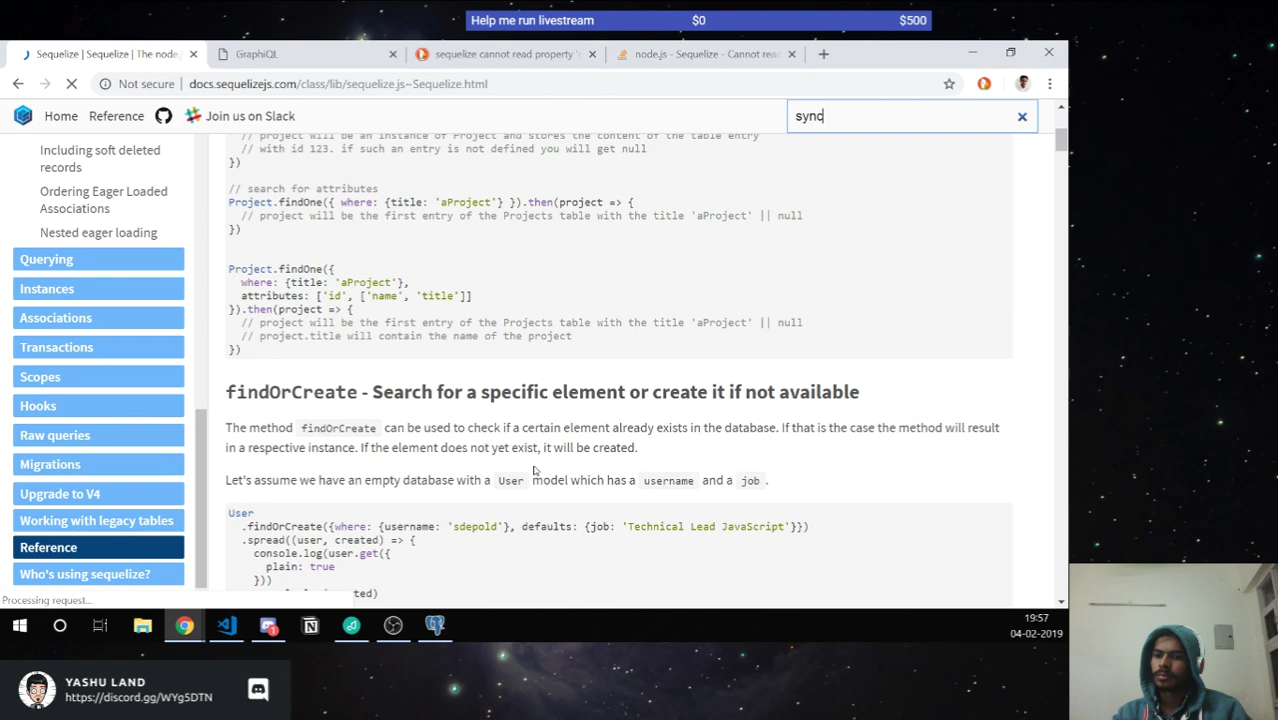 Help me run livestream $0 $500
Sequelize | Sequelize | The node GraphiQL sequelize cannot read property 's node.js - Sequelize - Cannot rea
Not secure docs.sequelizejs.com/class/lib/sequelize.js~Sequelize.html
Home Reference Join us on Slack sync
Including soft deleted
records
Ordering Eager Loaded
Associations
Nested eager loading
Querying
Instances
Associations
Transactions
Scopes
Hooks
Raw queries
Migrations
Upgrade to V4
Working with legacy tables
Reference
Who's using sequelize?
// project will be an instance of Project and stores the content of the table entry
// with id 123. if such an entry is not defined you will get null
})
// search for attributes
Project.findOne({ where: {title: 'aProject'} }).then(project => {
// project will be the first entry of the Projects table with the title 'aProject' || null
})
Project.findOne({
where: {title: 'aProject'},
attributes: ['id', ['name', 'title']]
}).then(project => {
// project will be the first entry of the Projects table with the title 'aProject' || null
// project.title will contain the name of the project
})
findOrCreate - Search for a specific element or create it if not available
The method findOrCreate can be used to check if a certain element already exists in the database. If that is the case the method will result
in a respective instance. If the element does not yet exist, it will be created.
Let's assume we have an empty database with a User model which has a username and a job.
User
.findOrCreate({where: {username: 'sdepold'}, defaults: {job: 'Technical Lead JavaScript'}})
.spread((user, created) => {
console.log(user.get({
plain: true
}))
Processing request...
19:57
04-02-2019
YASHU LAND
https://discord.gg/WYg5DTN